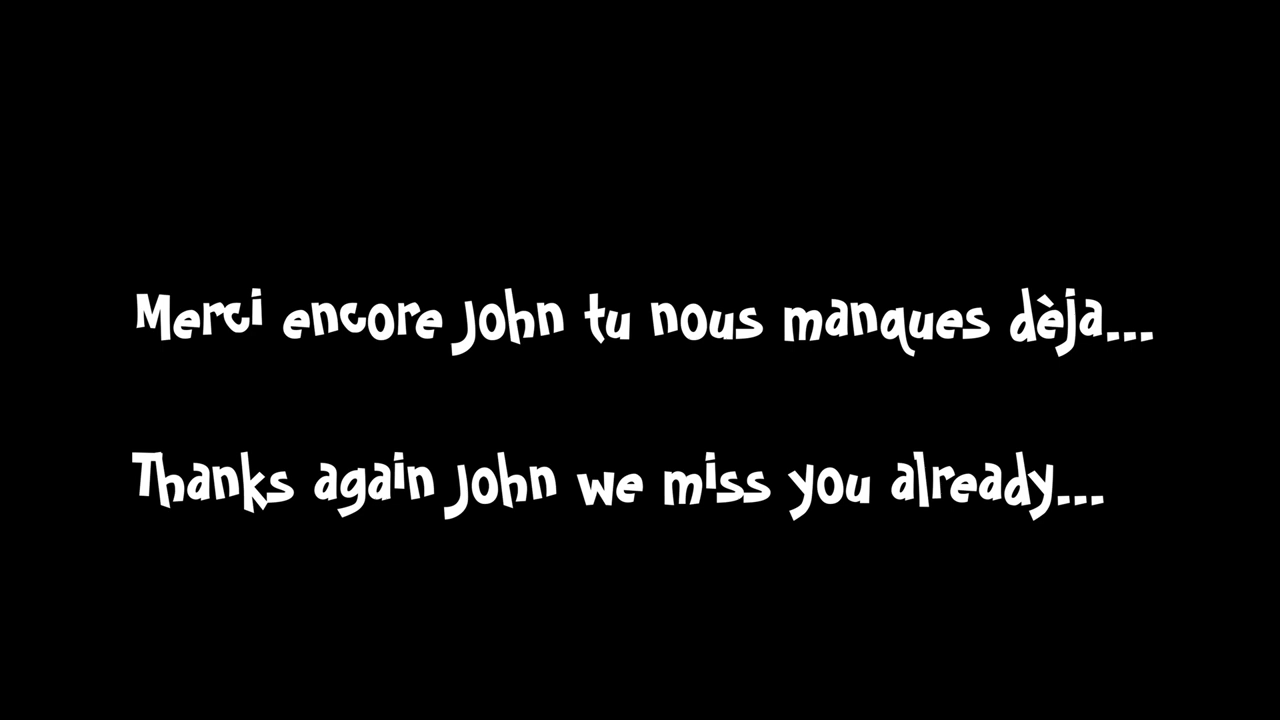 Merci encore John tu nous manques dèja...
Thanks again John we miss you already...